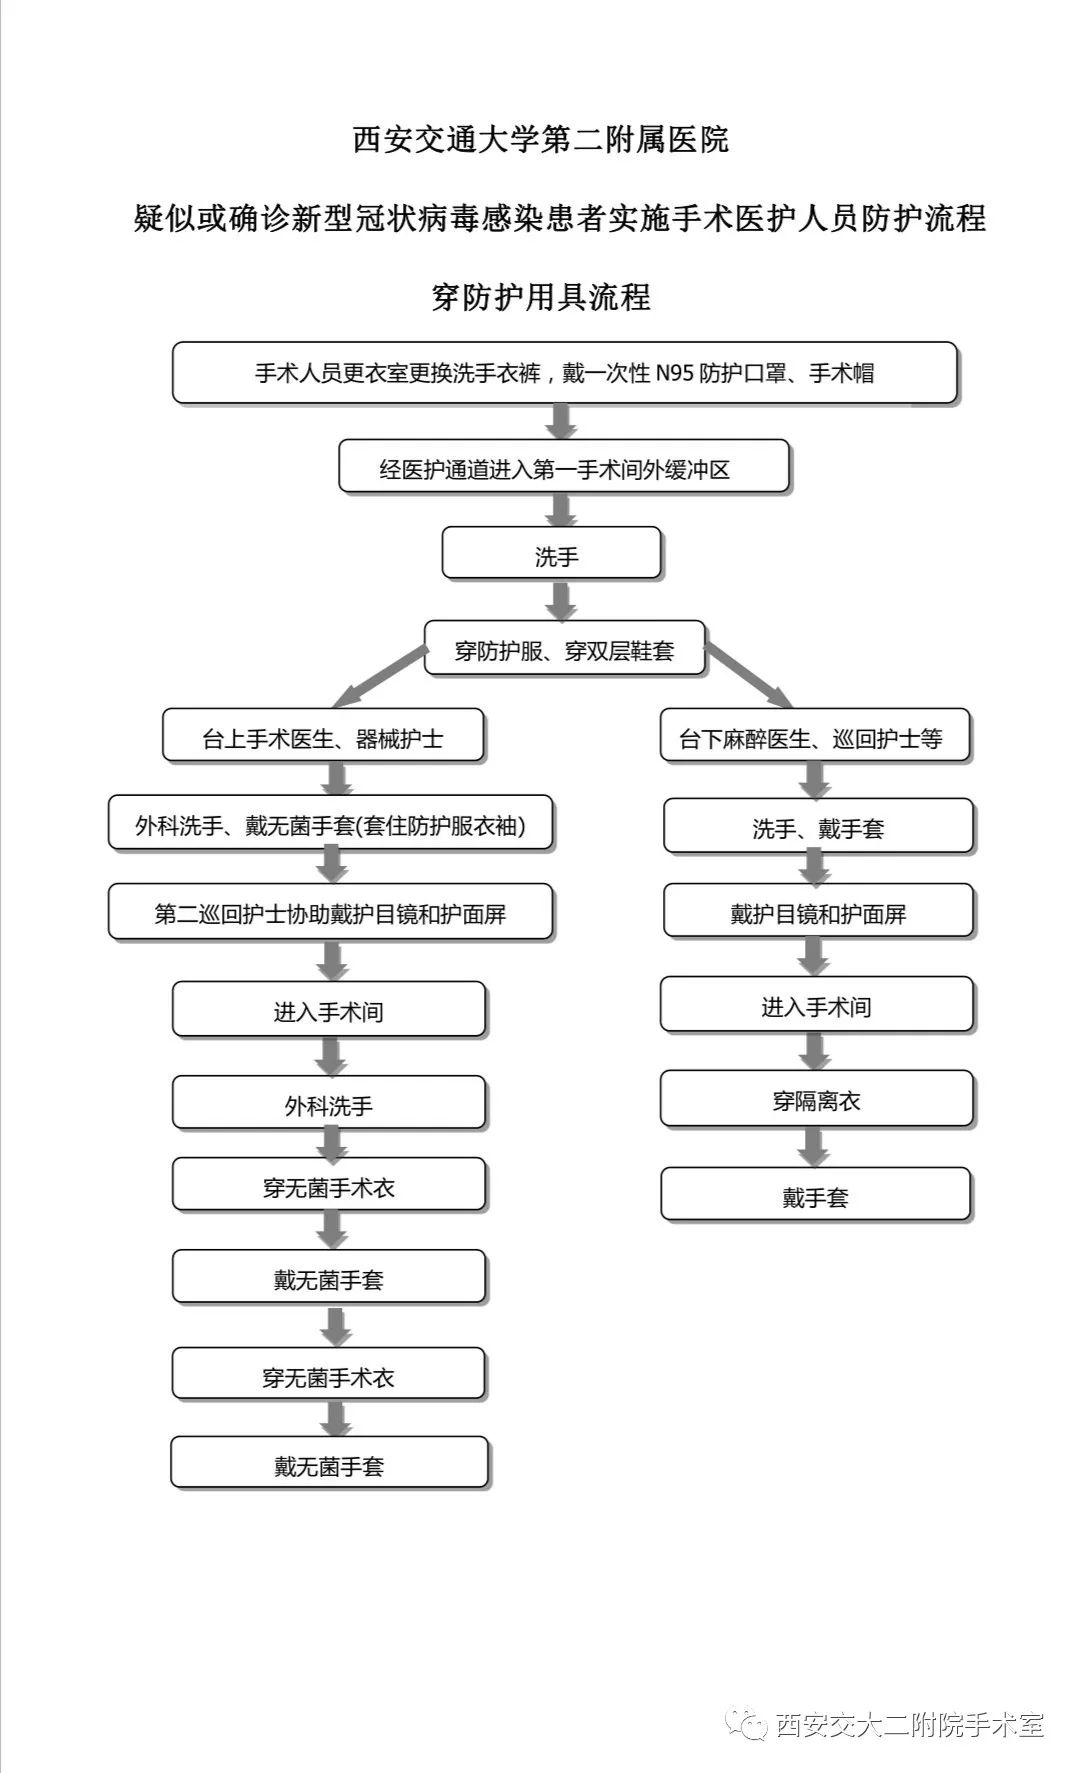 西安交通大学第二附属医院
疑似或确诊新型冠状病毒感染患者实施手术医护人员防护流程
穿防护用具流程
手术人员更衣室更换洗手衣裤，戴一次性 N95 防护口罩、手术帽
经医护通道进入第一手术间外缓冲区
洗手
穿防护服、穿双层鞋套
台上手术医生、器械护士
外科洗手、戴无菌手套(套住防护服衣袖)
第二巡回护士协助戴护目镜和护面屏
进入手术间
外科洗手
穿无菌手术衣
戴无菌手套
穿无菌手术衣
戴无菌手套
台下麻醉医生、巡回护士等
洗手、戴手套
戴护目镜和护面屏
进入手术间
穿隔离衣
戴手套
西安交大二附院手术室